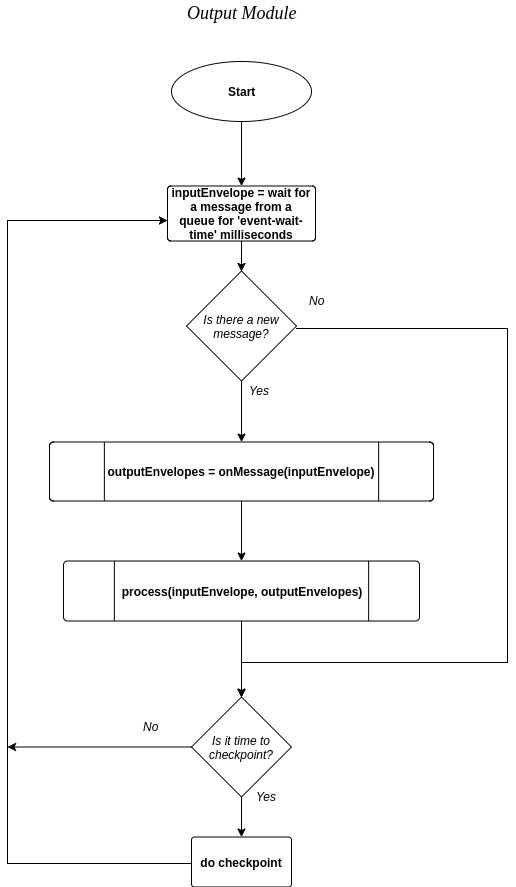 Output Module
Start
inputEnvelope = wait for
a message from a
queue for 'event-wait-
time' milliseconds
No
Is there a new
message?
Yes
outputEnvelopes = onMessage(inputEnvelope)
process(inputEnvelope, outputEnvelopes)
No
Is it time to
checkpoint?
Yes
do checkpoint